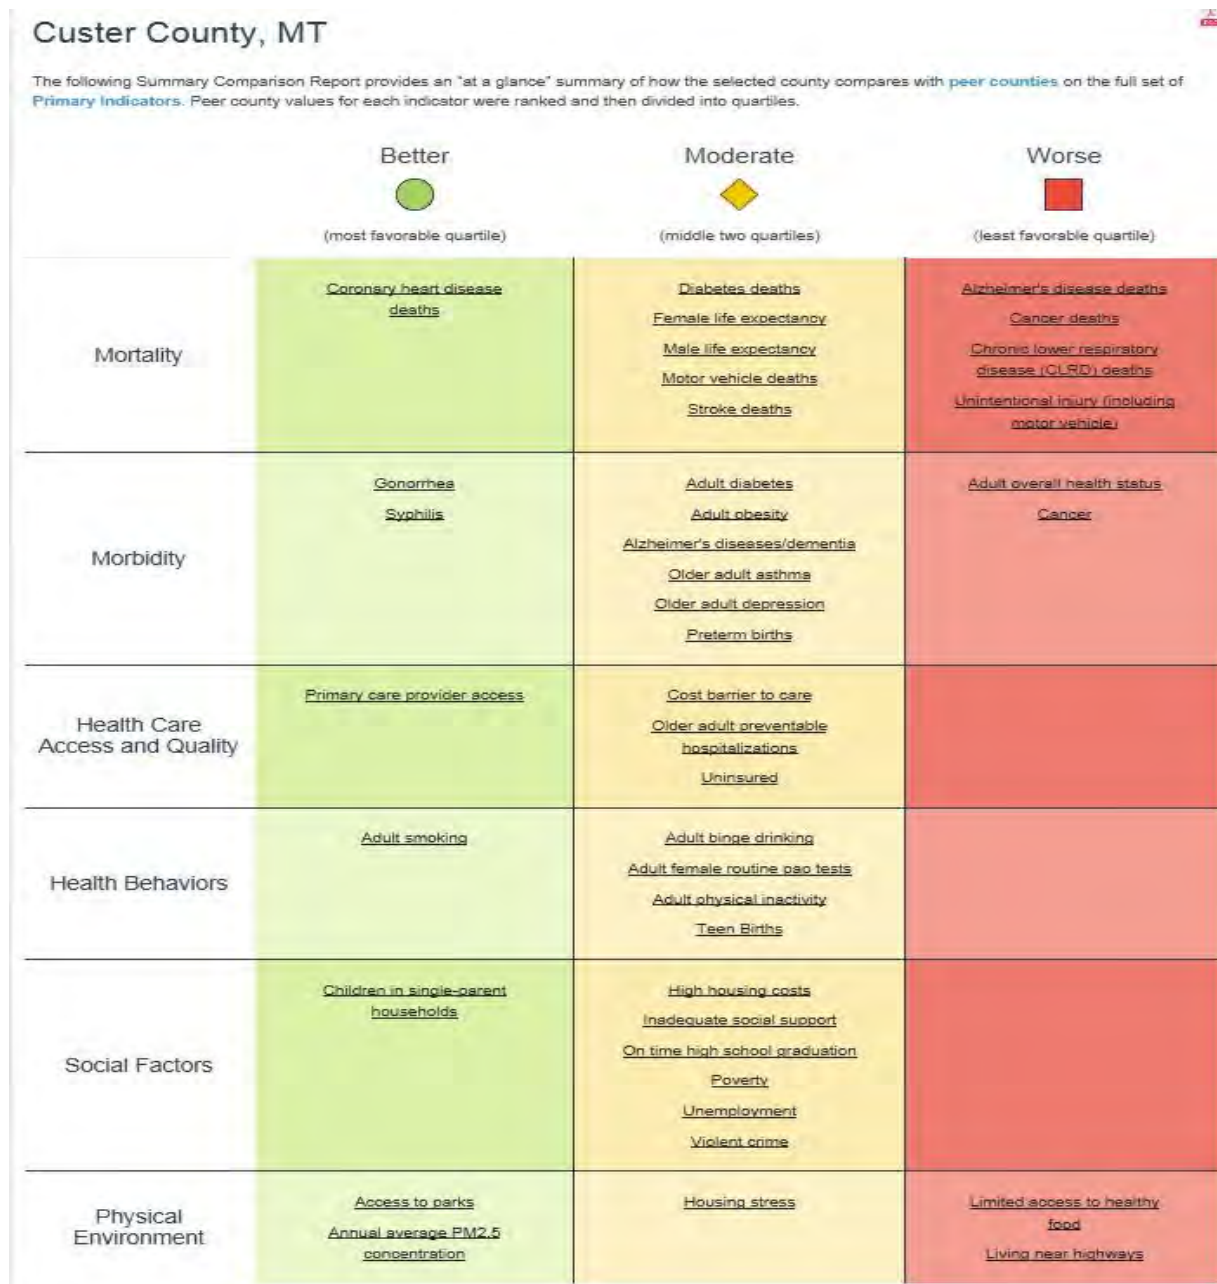 Custer County, MT
The following Summary Comparison Report provides an "at a glance" summary of how the selected county compares with peer counties on the full set of
Primary Indicators. Peer county values for each indicator were ranked and then divided into quartiles.
Better
Moderate
Worse
(most favorable quartile)
(middle two quartiles)
(least favorable quartile)
Mortality
Coronary heart disease
deaths
Diabetes deaths
Female life expectancy
Male life expectancy
Motor vehicle deaths
Stroke deaths
Alzheimer's disease deaths
Cancer deaths
Chronic lower respiratory
disease (CLRD) deaths
Unintentional injury (including
motor vehicle)
Morbidity
Gonorrhea
Syphilis
Adult diabetes
Adult obesity
Alzheimer's diseases/dementia
Older adult asthma
Older adult depression
Preterm births
Adult overall health status
Cancer
Health Care
Access and Quality
Primary care provider access
Cost barrier to care
Older adult preventable
hospitalizations
Uninsured
Health Behaviors
Adult smoking
Adult binge drinking
Adult female routine pap tests
Adult physical inactivity
Teen Births
Social Factors
Children in single-parent
households
High housing costs
Inadequate social support
On time high school graduation
Poverty
Unemployment
Violent crime
Physical
Environment
Access to parks
Annual average PM2.5
concentration
Housing stress
Limited access to healthy
food
Living near highways